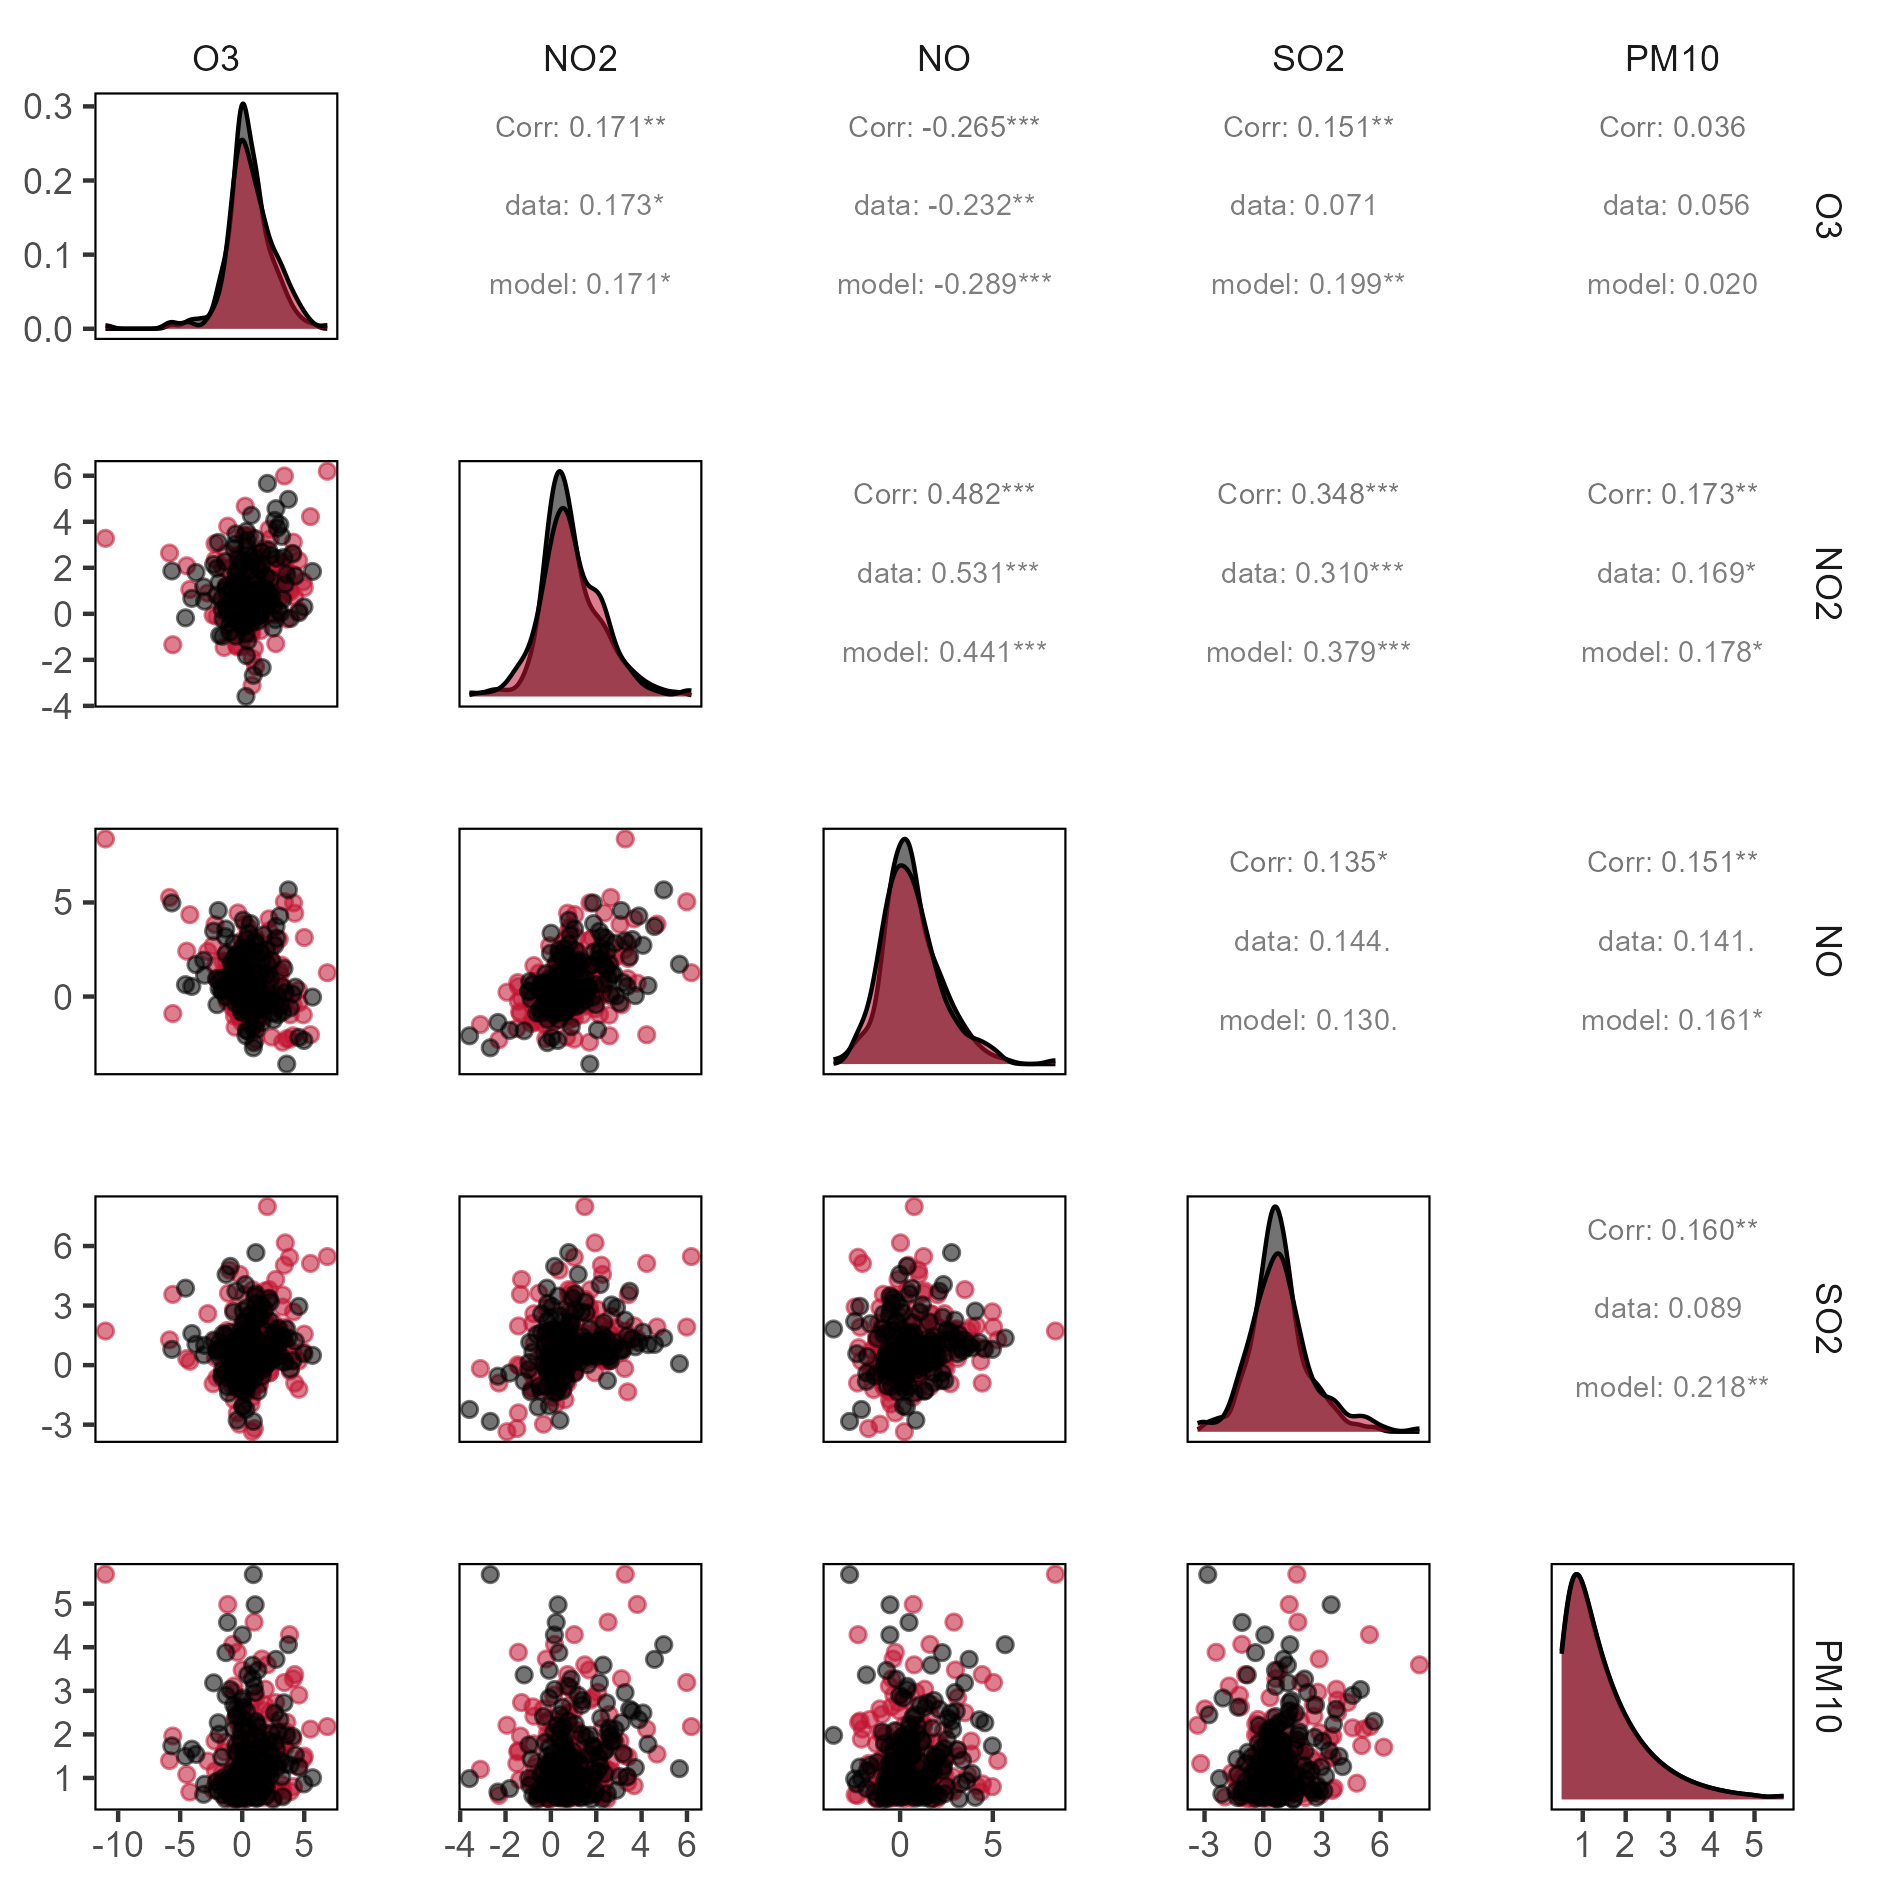 O3 NO2 NO SO2 PM10
0.3
0.2
0.1
0.0
Corr: 0.171**
data: 0.173*
model: 0.171*
Corr: -0.265***
data: -0.232**
model: -0.289***
Corr: 0.151**
data: 0.071
model: 0.199**
Corr: 0.036
data: 0.056
model: 0.020
O3
6
4
2
0
-2
-4
Corr: 0.482***
data: 0.531***
model: 0.441***
Corr: 0.348***
data: 0.310***
model: 0.379***
Corr: 0.173**
data: 0.169*
model: 0.178*
NO2
5
0
Corr: 0.135*
data: 0.144.
model: 0.130.
Corr: 0.151**
data: 0.141.
model: 0.161*
NO
6
3
0
-3
Corr: 0.160**
data: 0.089
model: 0.218**
SO2
5
4
3
2
1
PM10
-10 -5 0 5
-4 -2 0 2 4 6
0 5
-3 0 3 6
1 2 3 4 5